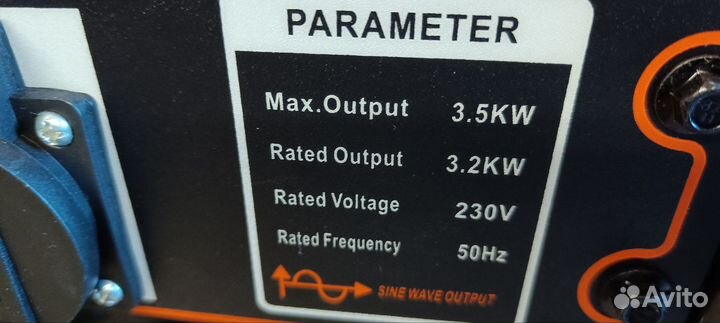 PARAMETER
Max.Output 3.5KW
Rated Output 3.2KW
Rated Voltage 230V
Rated Frequency 50Hz
SINE WAVE OUTPUT
Avito